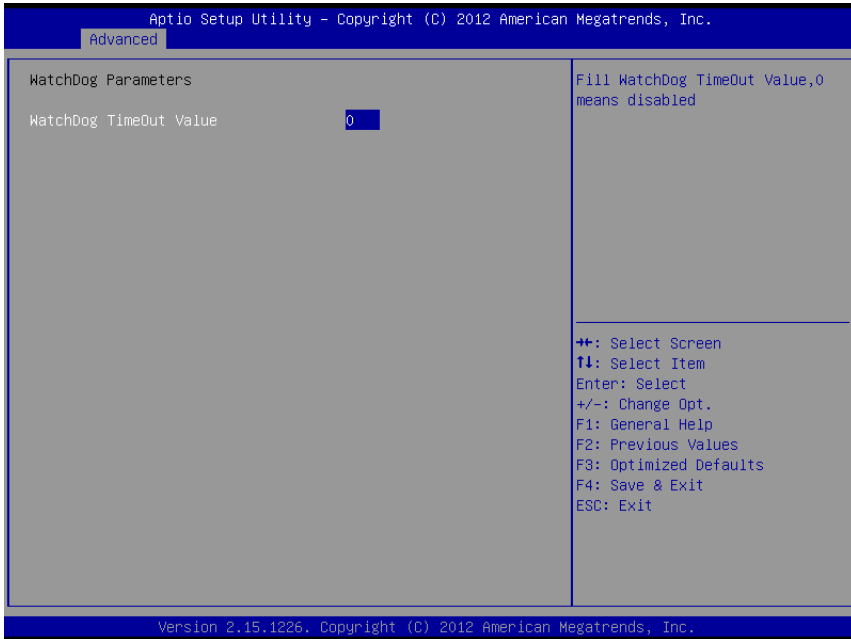 Aptio Setup Utility – Copyright (C) 2012 American Megatrends, Inc.
Advanced
WatchDog Parameters
WatchDog TimeOut Value 0
Fill WatchDog TimeOut Value,0
means disabled
→←: Select Screen
↑↓: Select Item
Enter: Select
+/-: Change Opt.
F1: General Help
F2: Previous Values
F3: Optimized Defaults
F4: Save & Exit
ESC: Exit
Version 2.15.1226. Copyright (C) 2012 American Megatrends, Inc.